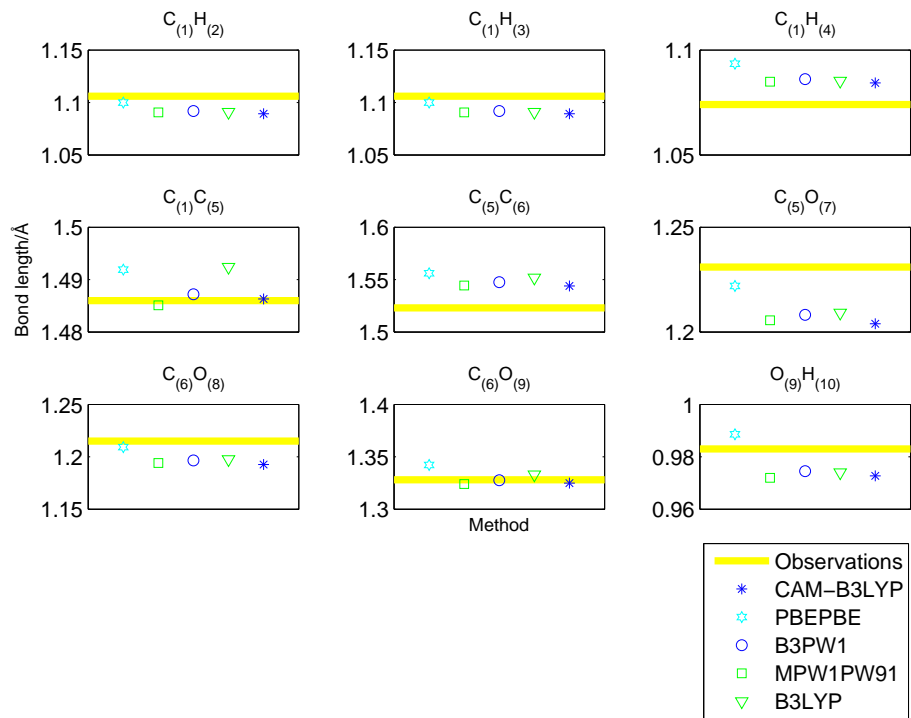 C(1)H(2)
C(1)H(3)
C(1)H(4)
1.15
1.1
1.05
1.15
1.1
1.05
1.1
1.05
C(1)C(5)
C(5)C(6)
C(5)O(7)
Bond length/Å
1.5
1.49
1.48
1.6
1.55
1.5
1.25
1.2
C(6)O(8)
C(6)O(9)
O(9)H(10)
1.25
1.2
1.15
1.4
1.35
1.3
1
0.98
0.96
Method
Observations
CAM−B3LYP
PBEPBE
B3PW1
MPW1PW91
B3LYP